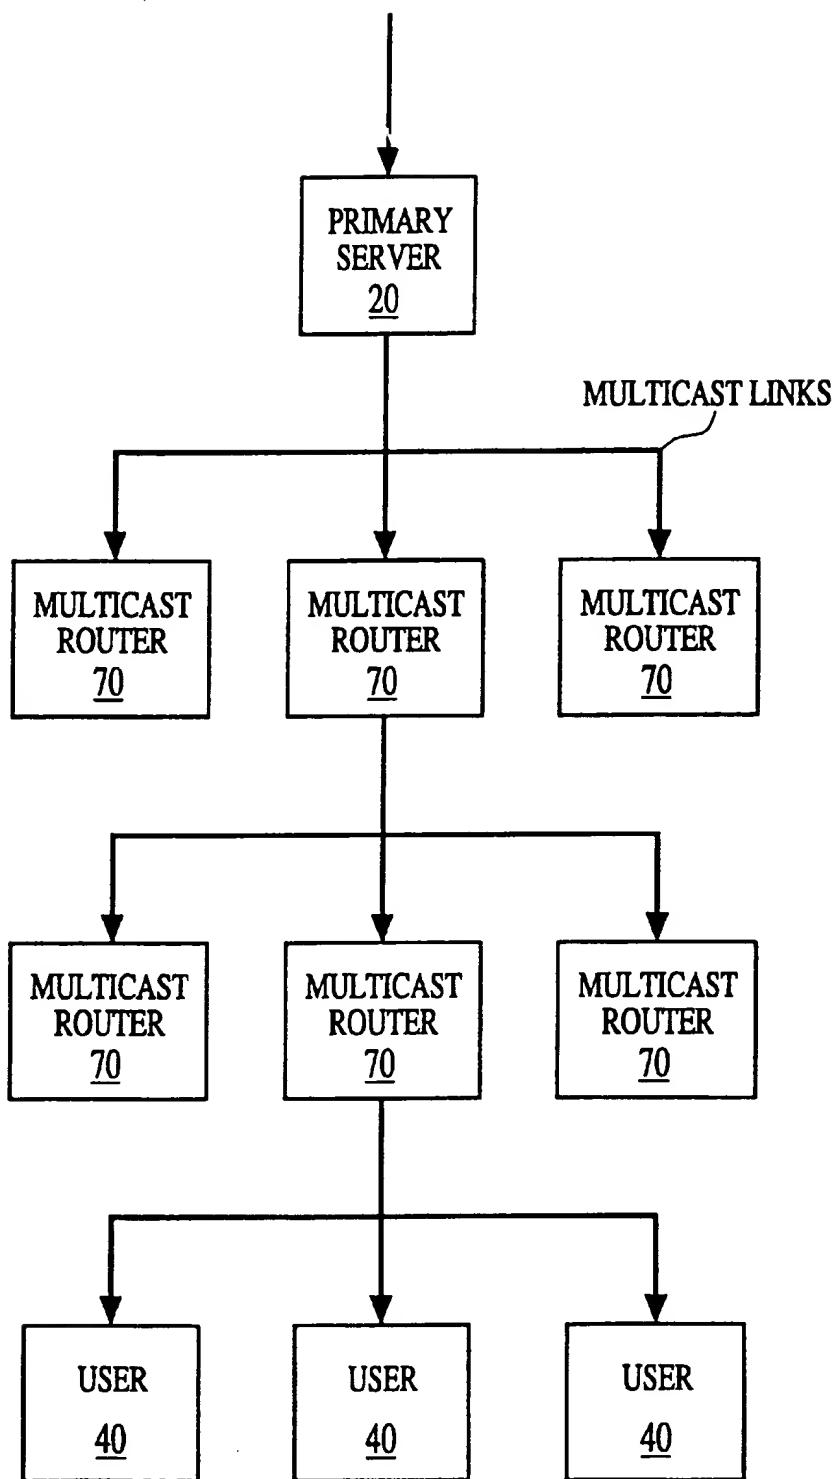 PRIMARY
SERVER
20
MULTICAST LINKS
MULTICAST
ROUTER
70
MULTICAST
ROUTER
70
MULTICAST
ROUTER
70
MULTICAST
ROUTER
70
MULTICAST
ROUTER
70
MULTICAST
ROUTER
70
USER
40
USER
40
USER
40